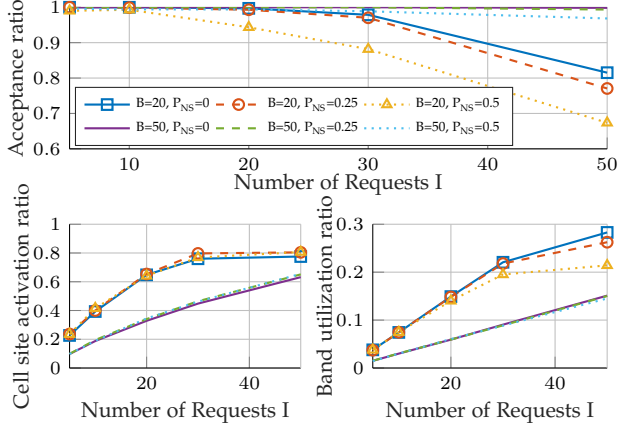 Acceptance ratio
1
0.9
0.8
0.7
0.6
B=20, P_NS=0
B=20, P_NS=0.25
B=20, P_NS=0.5
B=50, P_NS=0
B=50, P_NS=0.25
B=50, P_NS=0.5
10
20
30
40
50
Number of Requests I
Cell site activation ratio
1
0.8
0.6
0.4
0.2
0
20
40
Number of Requests I
Band utilization ratio
0.3
0.2
0.1
0
20
40
Number of Requests I